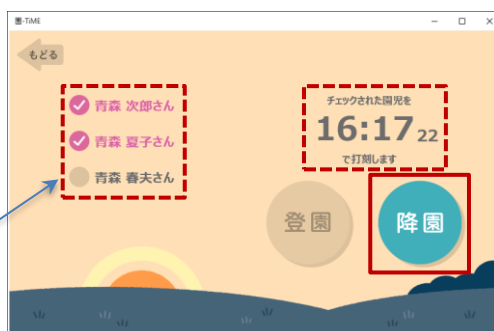 園-TiME
もどる
青森 次郎さん
青森 夏子さん
青森 春夫さん
チェックされた園児を
16:17 22
で打刻します
登園
降園